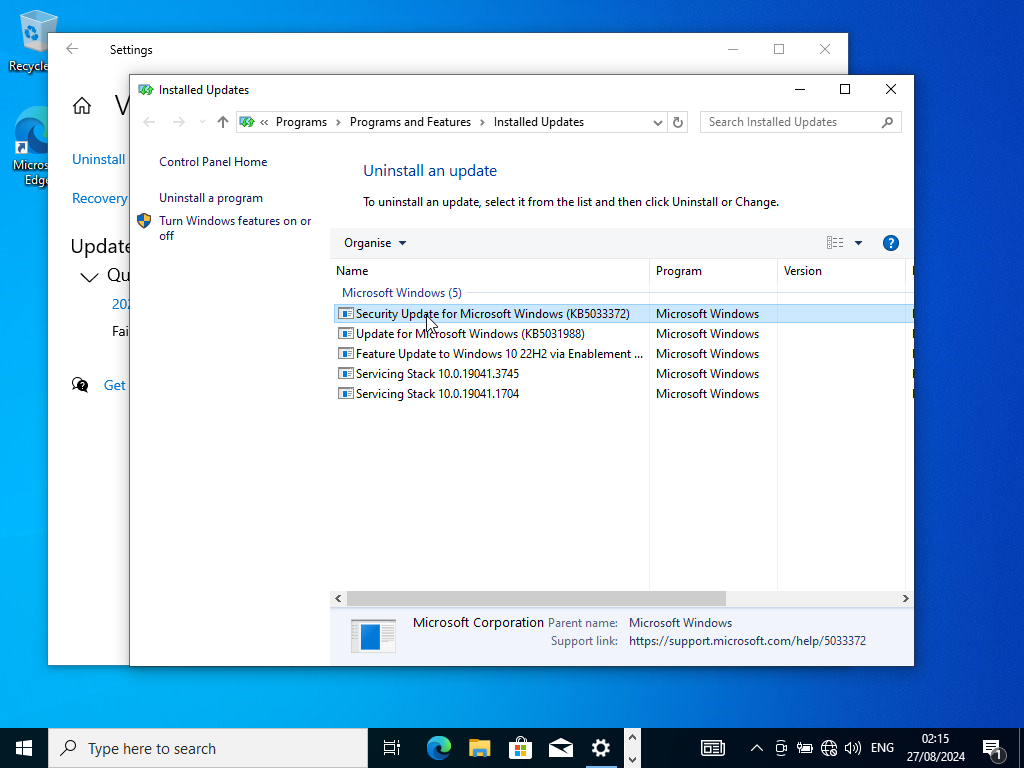 Recycle
Settings
Installed Updates
V
Programs
Programs and Features
Installed Updates
Search Installed Updates
Micros
Edge
Uninstall
Recovery
Update
Qu
202
Fai
Get
Control Panel Home
Uninstall a program
Turn Windows features on or
off
Uninstall an update
To uninstall an update, select it from the list and then click Uninstall or Change.
Organise
?
Name Program Version
Microsoft Windows (5)
Security Update for Microsoft Windows (KB5033372) Microsoft Windows
Update for Microsoft Windows (KB5031988) Microsoft Windows
Feature Update to Windows 10 22H2 via Enablement ... Microsoft Windows
Servicing Stack 10.0.19041.3745 Microsoft Windows
Servicing Stack 10.0.19041.1704 Microsoft Windows
Microsoft Corporation Parent name: Microsoft Windows
Support link: https://support.microsoft.com/help/5033372
Type here to search
ENG
02:15
27/08/2024
1